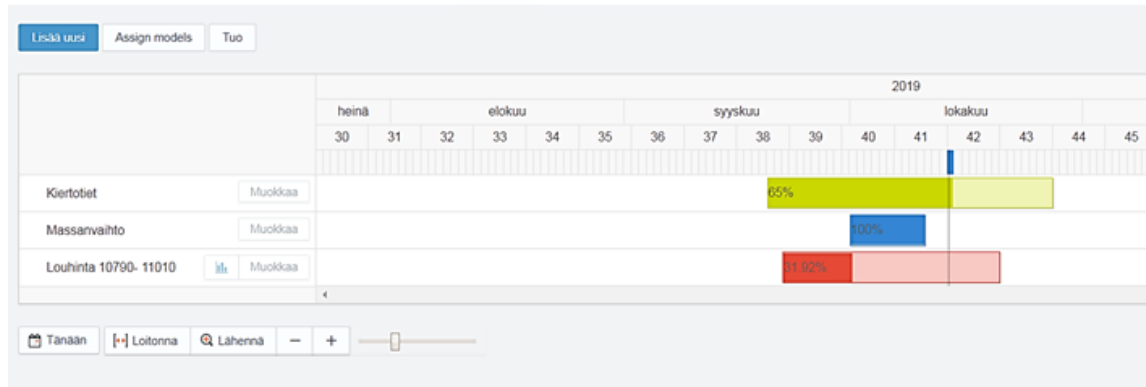 Lisää uusi Assign models Tuo
2019
heinä elokuu syyskuu lokakuu
30 31 32 33 34 35 36 37 38 39 40 41 42 43 44 45
Kiertotiet Muokkaa 65%
Massanvaihto Muokkaa 100%
Louhinta 10790- 11010 Muokkaa 31.92%
Tänään Loitonna Lähennä − +